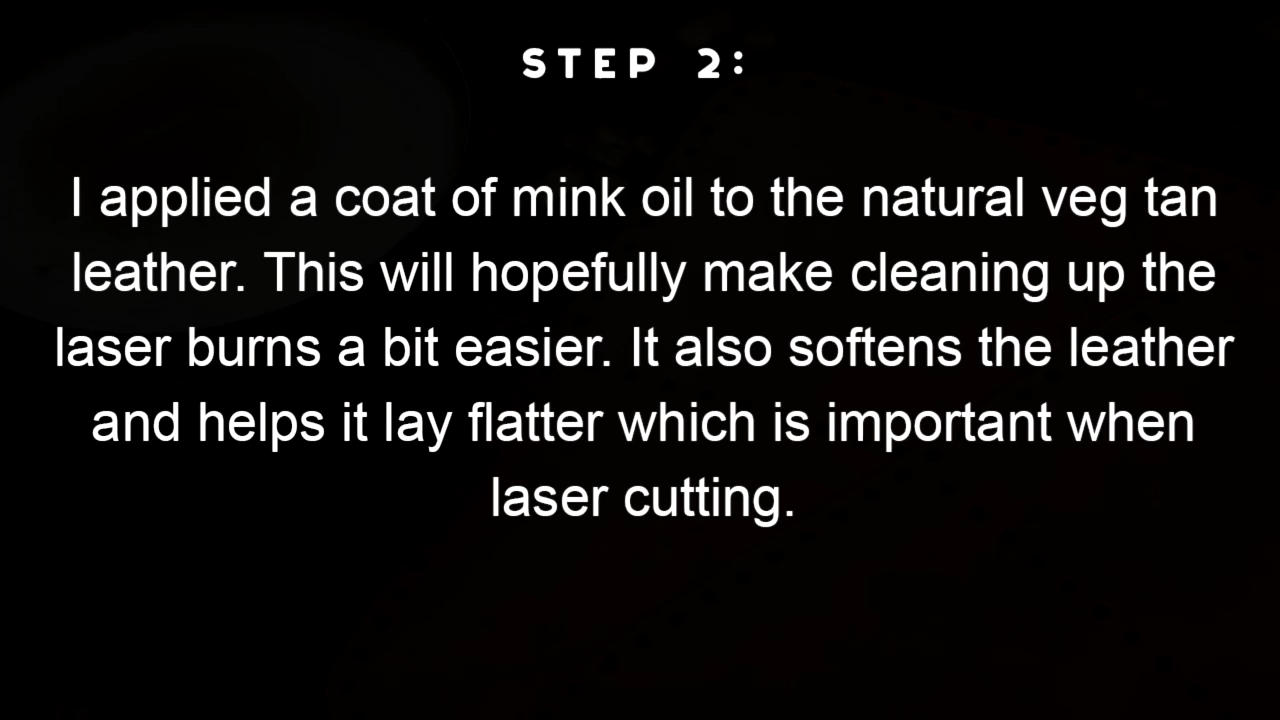 STEP 2:
I applied a coat of mink oil to the natural veg tan
leather. This will hopefully make cleaning up the
laser burns a bit easier. It also softens the leather
and helps it lay flatter which is important when
laser cutting.